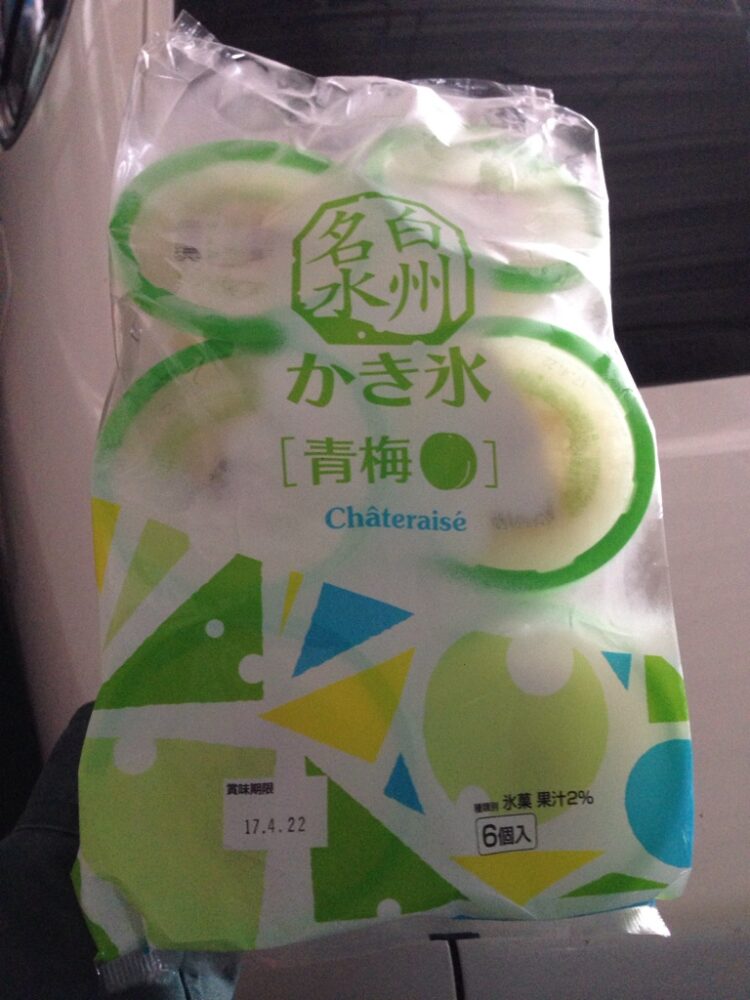 白州
名水
かき氷
[青梅]
Châteraisé
賞味期限
17.4.22
種類別 氷菓 果汁2%
6個入